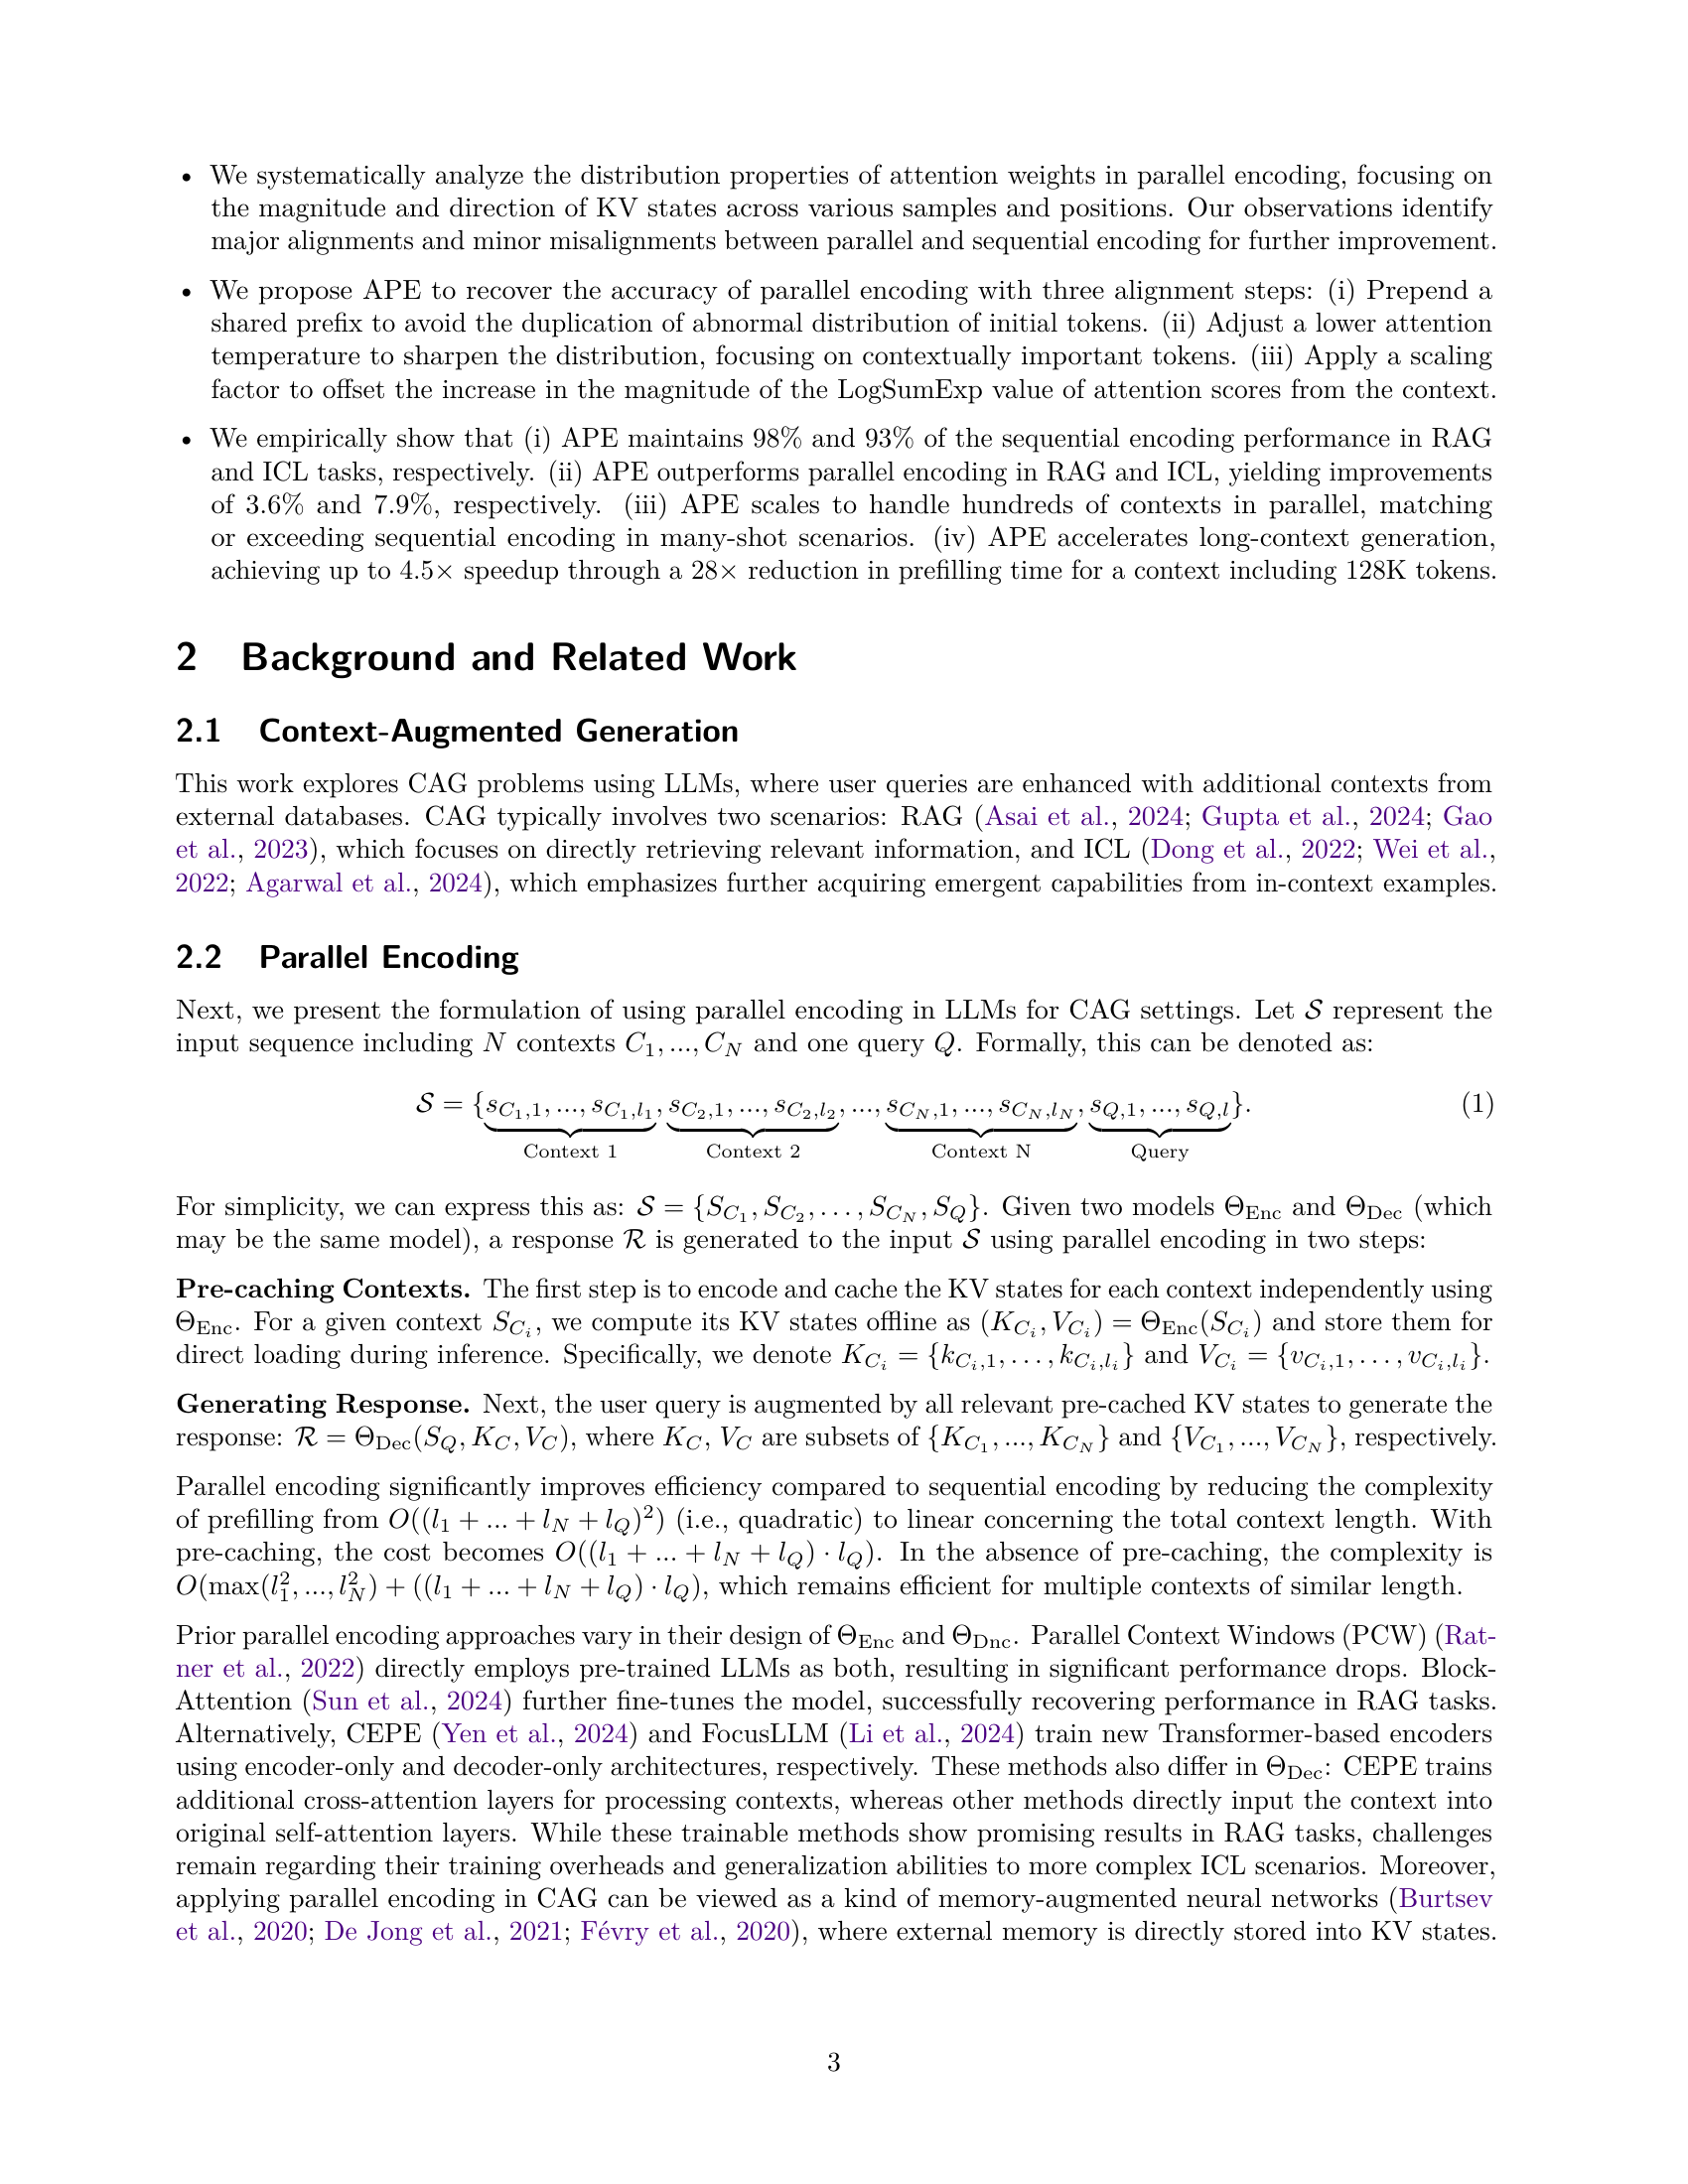 • We systematically analyze the distribution properties of attention weights in parallel encoding, focusing on
the magnitude and direction of KV states across various samples and positions. Our observations identify
major alignments and minor misalignments between parallel and sequential encoding for further improvement.
• We propose APE to recover the accuracy of parallel encoding with three alignment steps: (i) Prepend a
shared prefix to avoid the duplication of abnormal distribution of initial tokens. (ii) Adjust a lower attention
temperature to sharpen the distribution, focusing on contextually important tokens. (iii) Apply a scaling
factor to offset the increase in the magnitude of the LogSumExp value of attention scores from the context.
• We empirically show that (i) APE maintains 98% and 93% of the sequential encoding performance in RAG
and ICL tasks, respectively. (ii) APE outperforms parallel encoding in RAG and ICL, yielding improvements
of 3.6% and 7.9%, respectively. (iii) APE scales to handle hundreds of contexts in parallel, matching
or exceeding sequential encoding in many-shot scenarios. (iv) APE accelerates long-context generation,
achieving up to 4.5× speedup through a 28× reduction in prefilling time for a context including 128K tokens.
2 Background and Related Work
2.1 Context-Augmented Generation
This work explores CAG problems using LLMs, where user queries are enhanced with additional contexts from
external databases. CAG typically involves two scenarios: RAG (Asai et al., 2024; Gupta et al., 2024; Gao
et al., 2023), which focuses on directly retrieving relevant information, and ICL (Dong et al., 2022; Wei et al.,
2022; Agarwal et al., 2024), which emphasizes further acquiring emergent capabilities from in-context examples.
2.2 Parallel Encoding
Next, we present the formulation of using parallel encoding in LLMs for CAG settings. Let $\mathcal{S}$ represent the
input sequence including $N$ contexts $C_1, ..., C_N$ and one query $Q$. Formally, this can be denoted as:
$\mathcal{S} = \{\underbrace{s_{C_1,1}, ..., s_{C_1,l_1}}_{\text{Context 1}}, \underbrace{s_{C_2,1}, ..., s_{C_2,l_2}}_{\text{Context 2}}, ..., \underbrace{s_{C_N,1}, ..., s_{C_N,l_N}}_{\text{Context N}}, \underbrace{s_{Q,1}, ..., s_{Q,l}}_{\text{Query}}\}.$ (1)
For simplicity, we can express this as: $\mathcal{S} = \{S_{C_1}, S_{C_2}, \ldots, S_{C_N}, S_Q\}$. Given two models $\Theta_{\text{Enc}}$ and $\Theta_{\text{Dec}}$ (which
may be the same model), a response $\mathcal{R}$ is generated to the input $\mathcal{S}$ using parallel encoding in two steps:
Pre-caching Contexts. The first step is to encode and cache the KV states for each context independently using
$\Theta_{\text{Enc}}$. For a given context $S_{C_i}$, we compute its KV states offline as $(K_{C_i}, V_{C_i}) = \Theta_{\text{Enc}}(S_{C_i})$ and store them for
direct loading during inference. Specifically, we denote $K_{C_i} = \{k_{C_i,1}, \ldots, k_{C_i,l_i}\}$ and $V_{C_i} = \{v_{C_i,1}, \ldots, v_{C_i,l_i}\}$.
Generating Response. Next, the user query is augmented by all relevant pre-cached KV states to generate the
response: $\mathcal{R} = \Theta_{\text{Dec}}(S_Q, K_C, V_C)$, where $K_C$, $V_C$ are subsets of $\{K_{C_1}, ..., K_{C_N}\}$ and $\{V_{C_1}, ..., V_{C_N}\}$, respectively.
Parallel encoding significantly improves efficiency compared to sequential encoding by reducing the complexity
of prefilling from $O((l_1 + ... + l_N + l_Q)^2)$ (i.e., quadratic) to linear concerning the total context length. With
pre-caching, the cost becomes $O((l_1 + ... + l_N + l_Q) \cdot l_Q)$. In the absence of pre-caching, the complexity is
$O(\max(l_1^2, ..., l_N^2) + ((l_1 + ... + l_N + l_Q) \cdot l_Q)$, which remains efficient for multiple contexts of similar length.
Prior parallel encoding approaches vary in their design of $\Theta_{\text{Enc}}$ and $\Theta_{\text{Dnc}}$. Parallel Context Windows (PCW) (Rat-
ner et al., 2022) directly employs pre-trained LLMs as both, resulting in significant performance drops. Block-
Attention (Sun et al., 2024) further fine-tunes the model, successfully recovering performance in RAG tasks.
Alternatively, CEPE (Yen et al., 2024) and FocusLLM (Li et al., 2024) train new Transformer-based encoders
using encoder-only and decoder-only architectures, respectively. These methods also differ in $\Theta_{\text{Dec}}$: CEPE trains
additional cross-attention layers for processing contexts, whereas other methods directly input the context into
original self-attention layers. While these trainable methods show promising results in RAG tasks, challenges
remain regarding their training overheads and generalization abilities to more complex ICL scenarios. Moreover,
applying parallel encoding in CAG can be viewed as a kind of memory-augmented neural networks (Burtsev
et al., 2020; De Jong et al., 2021; Févry et al., 2020), where external memory is directly stored into KV states.
3